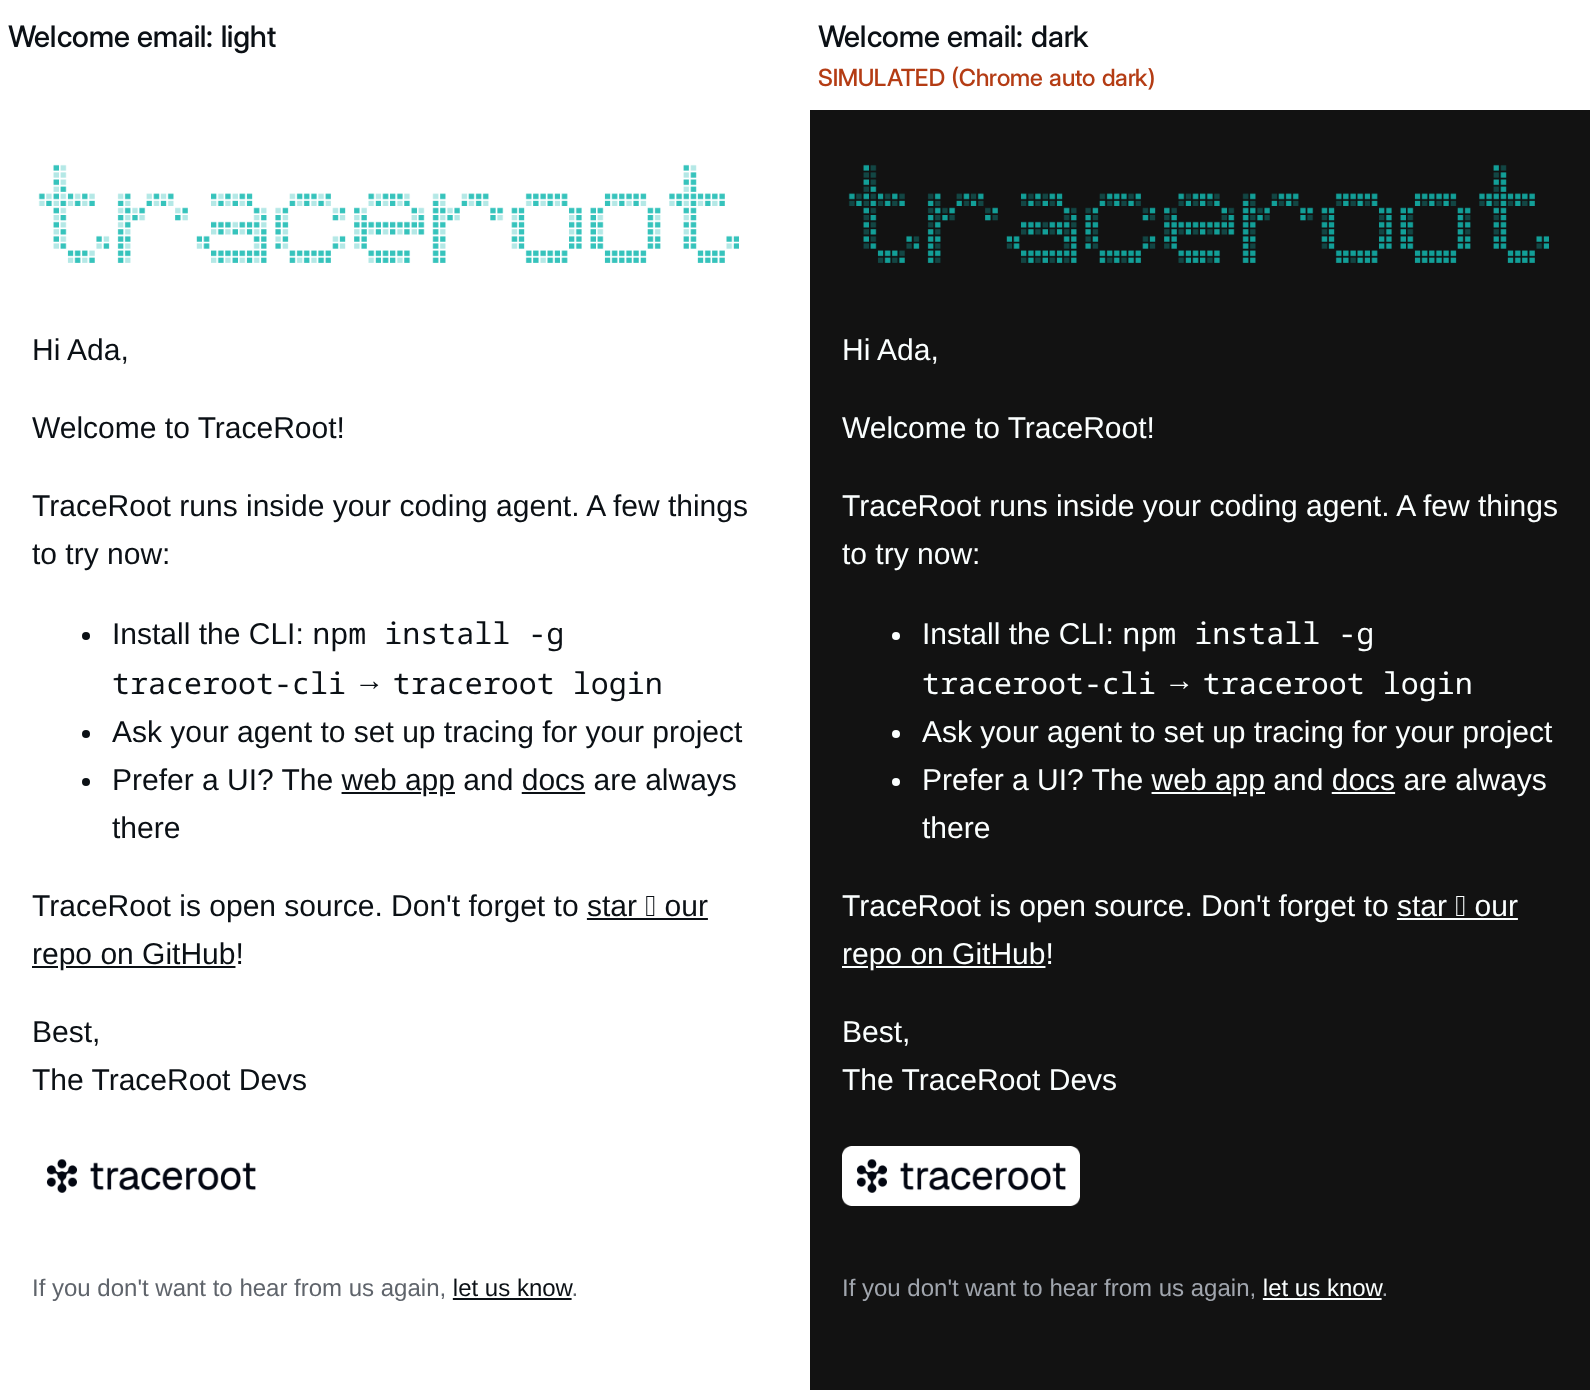 Welcome email: light
traceroot
Hi Ada,
Welcome to TraceRoot!
TraceRoot runs inside your coding agent. A few things
to try now:
• Install the CLI: npm install -g
traceroot-cli → traceroot login
• Ask your agent to set up tracing for your project
• Prefer a UI? The web app and docs are always
there
TraceRoot is open source. Don't forget to star ▯ our
repo on GitHub!
Best,
The TraceRoot Devs
traceroot
If you don't want to hear from us again, let us know.
Welcome email: dark
SIMULATED (Chrome auto dark)
traceroot
Hi Ada,
Welcome to TraceRoot!
TraceRoot runs inside your coding agent. A few things
to try now:
• Install the CLI: npm install -g
traceroot-cli → traceroot login
• Ask your agent to set up tracing for your project
• Prefer a UI? The web app and docs are always
there
TraceRoot is open source. Don't forget to star ▯ our
repo on GitHub!
Best,
The TraceRoot Devs
traceroot
If you don't want to hear from us again, let us know.